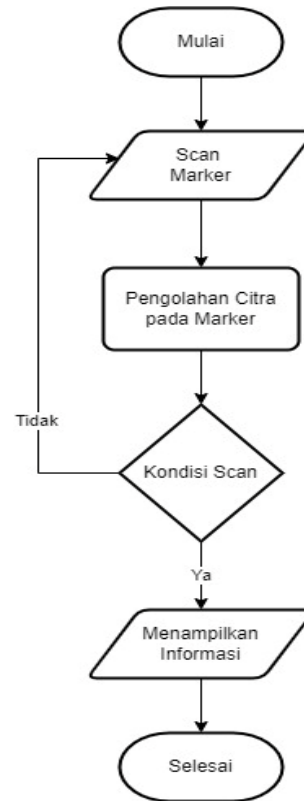 Mulai
Scan
Marker
Pengolahan Citra
pada Marker
Kondisi Scan
Tidak
Ya
Menampilkan
Informasi
Selesai